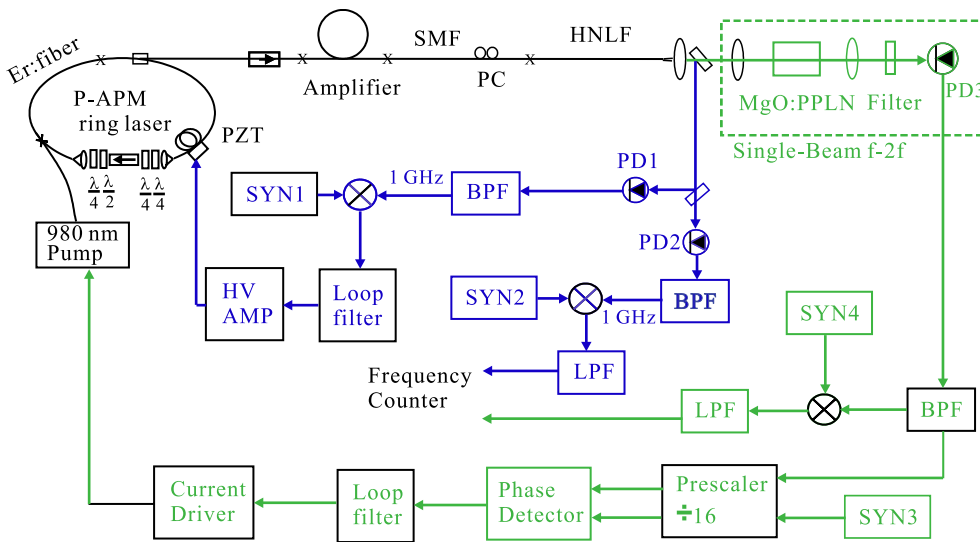 Er:fiber
P-APM
ring laser
λ/4 λ/2 λ/4 λ/4
PZT
980 nm
Pump
Amplifier
SMF
PC
HNLF
MgO:PPLN Filter
PD3
Single-Beam f-2f
SYN1
1 GHz
BPF
PD1
PD2
HV
AMP
Loop
filter
SYN2
1 GHz
BPF
LPF
Frequency
Counter
SYN4
LPF
BPF
Current
Driver
Loop
filter
Phase
Detector
Prescaler
÷16
SYN3